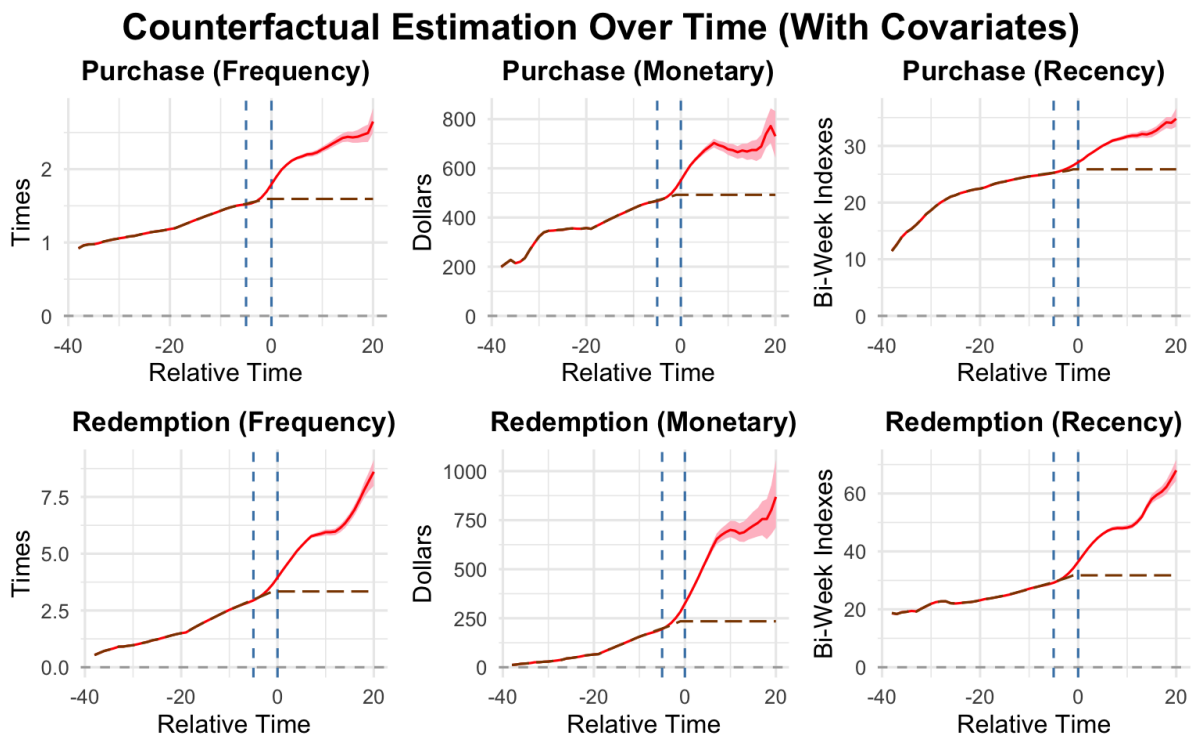 Counterfactual Estimation Over Time (With Covariates)
Purchase (Frequency)
Times
2
1
0
-40
-20
0
20
Relative Time
Purchase (Monetary)
Dollars
800
600
400
200
0
-40
-20
0
20
Relative Time
Purchase (Recency)
Bi-Week Indexes
30
20
10
0
-40
-20
0
20
Relative Time
Redemption (Frequency)
Times
7.5
5.0
2.5
0.0
-40
-20
0
20
Relative Time
Redemption (Monetary)
Dollars
1000
750
500
250
0
-40
-20
0
20
Relative Time
Redemption (Recency)
Bi-Week Indexes
60
40
20
0
-40
-20
0
20
Relative Time